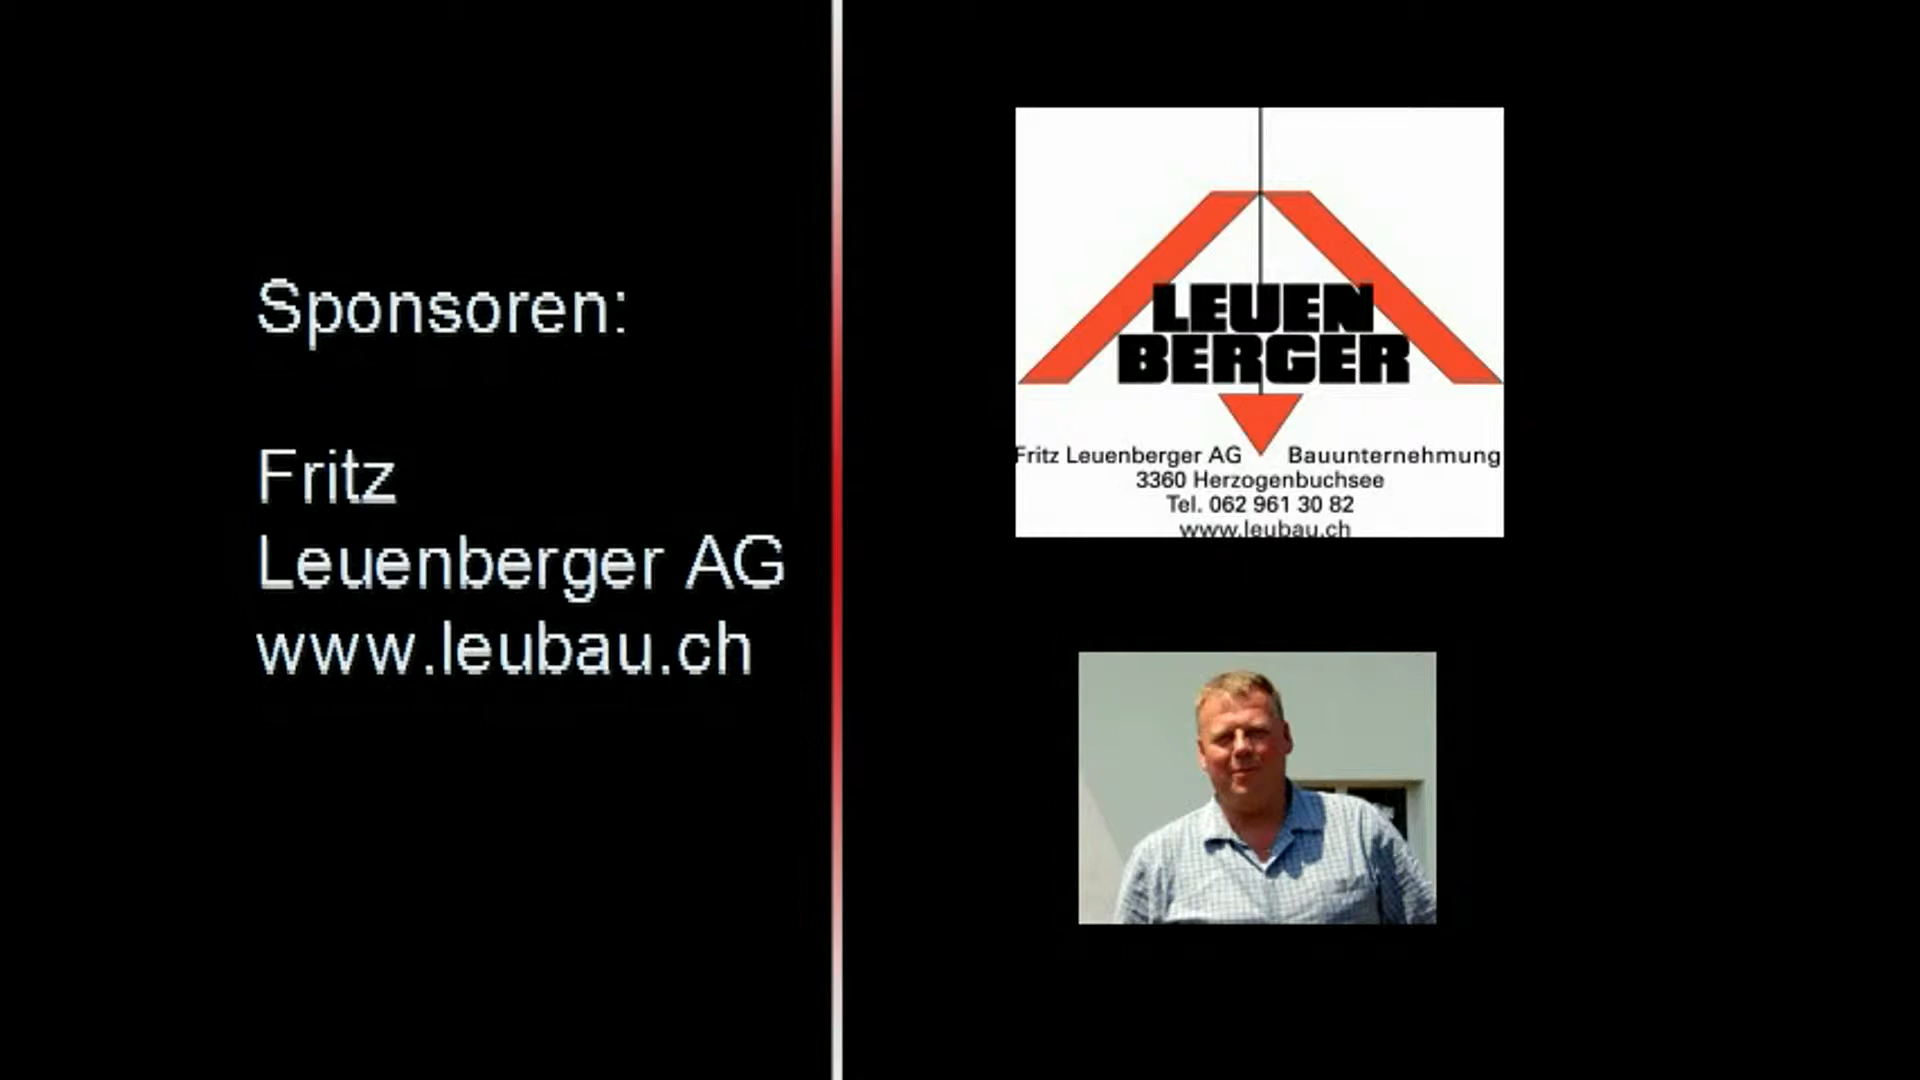 Sponsoren:
Fritz
Leuenberger AG
www.leubau.ch
LEUEN
BERGER
Fritz Leuenberger AG Bauunternehmung
3360 Herzogenbuchsee
Tel. 062 961 30 82
www.leubau.ch